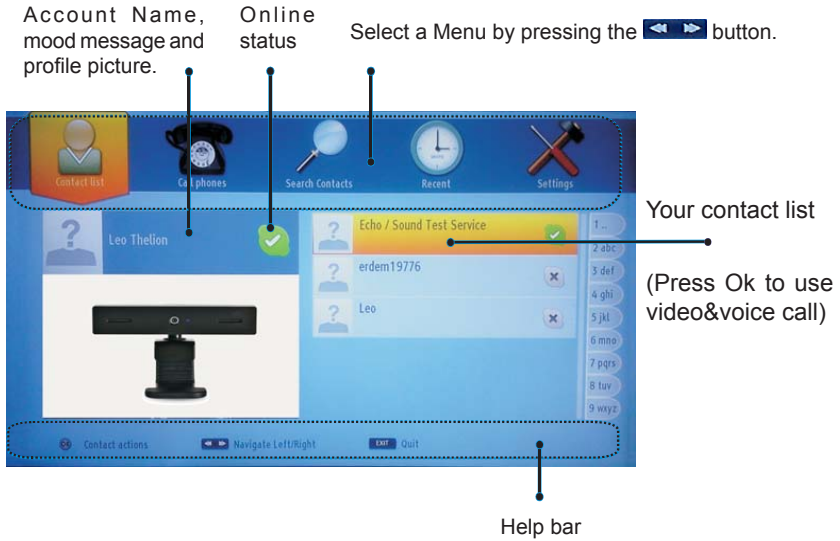 Account Name,
mood message and
profile picture.
Online
status
Select a Menu by pressing the button.
Contact list
Call phones
Search Contacts
Recent
Settings
Leo Thelion
Echo / Sound Test Service
erdem19776
Leo
1 ..
2 abc
3 def
4 ghi
5 jkl
6 mno
7 pqrs
8 tuv
9 wxyz
Your contact list
(Press Ok to use
video&voice call)
OK Contact actions
Navigate Left/Right
EXIT Quit
Help bar